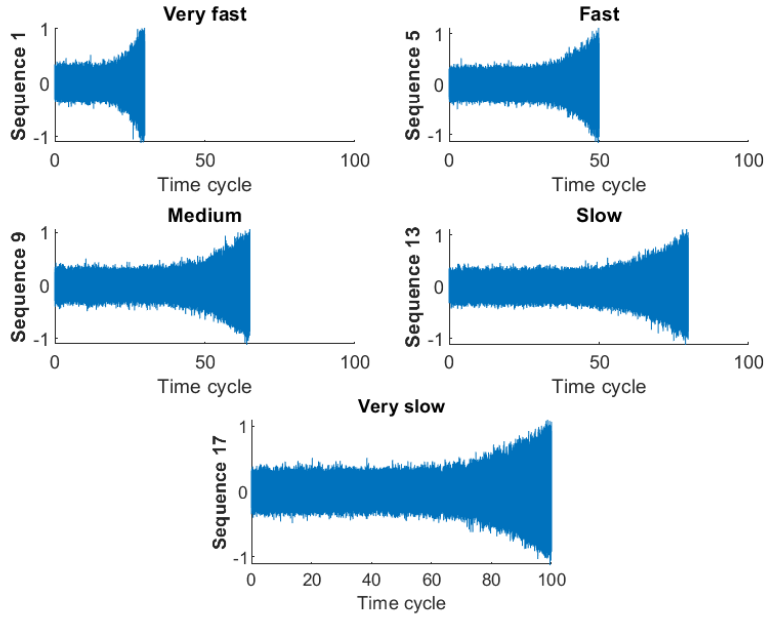 Very fast
Sequence 1
1
0
-1
0
50
100
Time cycle
Fast
Sequence 5
1
0
-1
0
50
100
Time cycle
Medium
Sequence 9
1
0
-1
0
50
100
Time cycle
Slow
Sequence 13
1
0
-1
0
50
100
Time cycle
Very slow
Sequence 17
1
0
-1
0
20
40
60
80
100
Time cycle